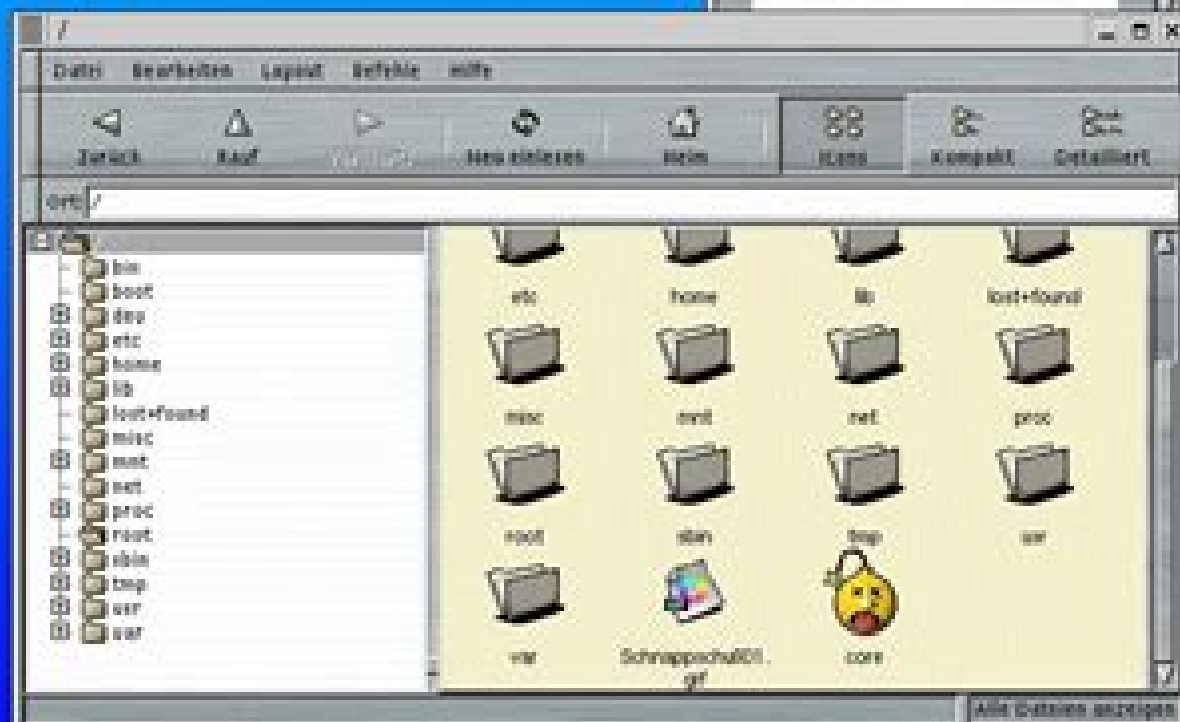 /
Datei Bearbeiten Layout Befehle Hilfe
Zurück Rauf Neu einlesen Heim Icons Kompakt Detailliert
Ort: /
bin
boot
dev
etc
home
lib
lost+found
misc
mnt
net
proc
root
sbin
tmp
usr
var
etc home lib lost+found
misc mnt net proc
root sbin tmp usr
var Schnappschuß01. core
gif
Alle Dateien anzeigen